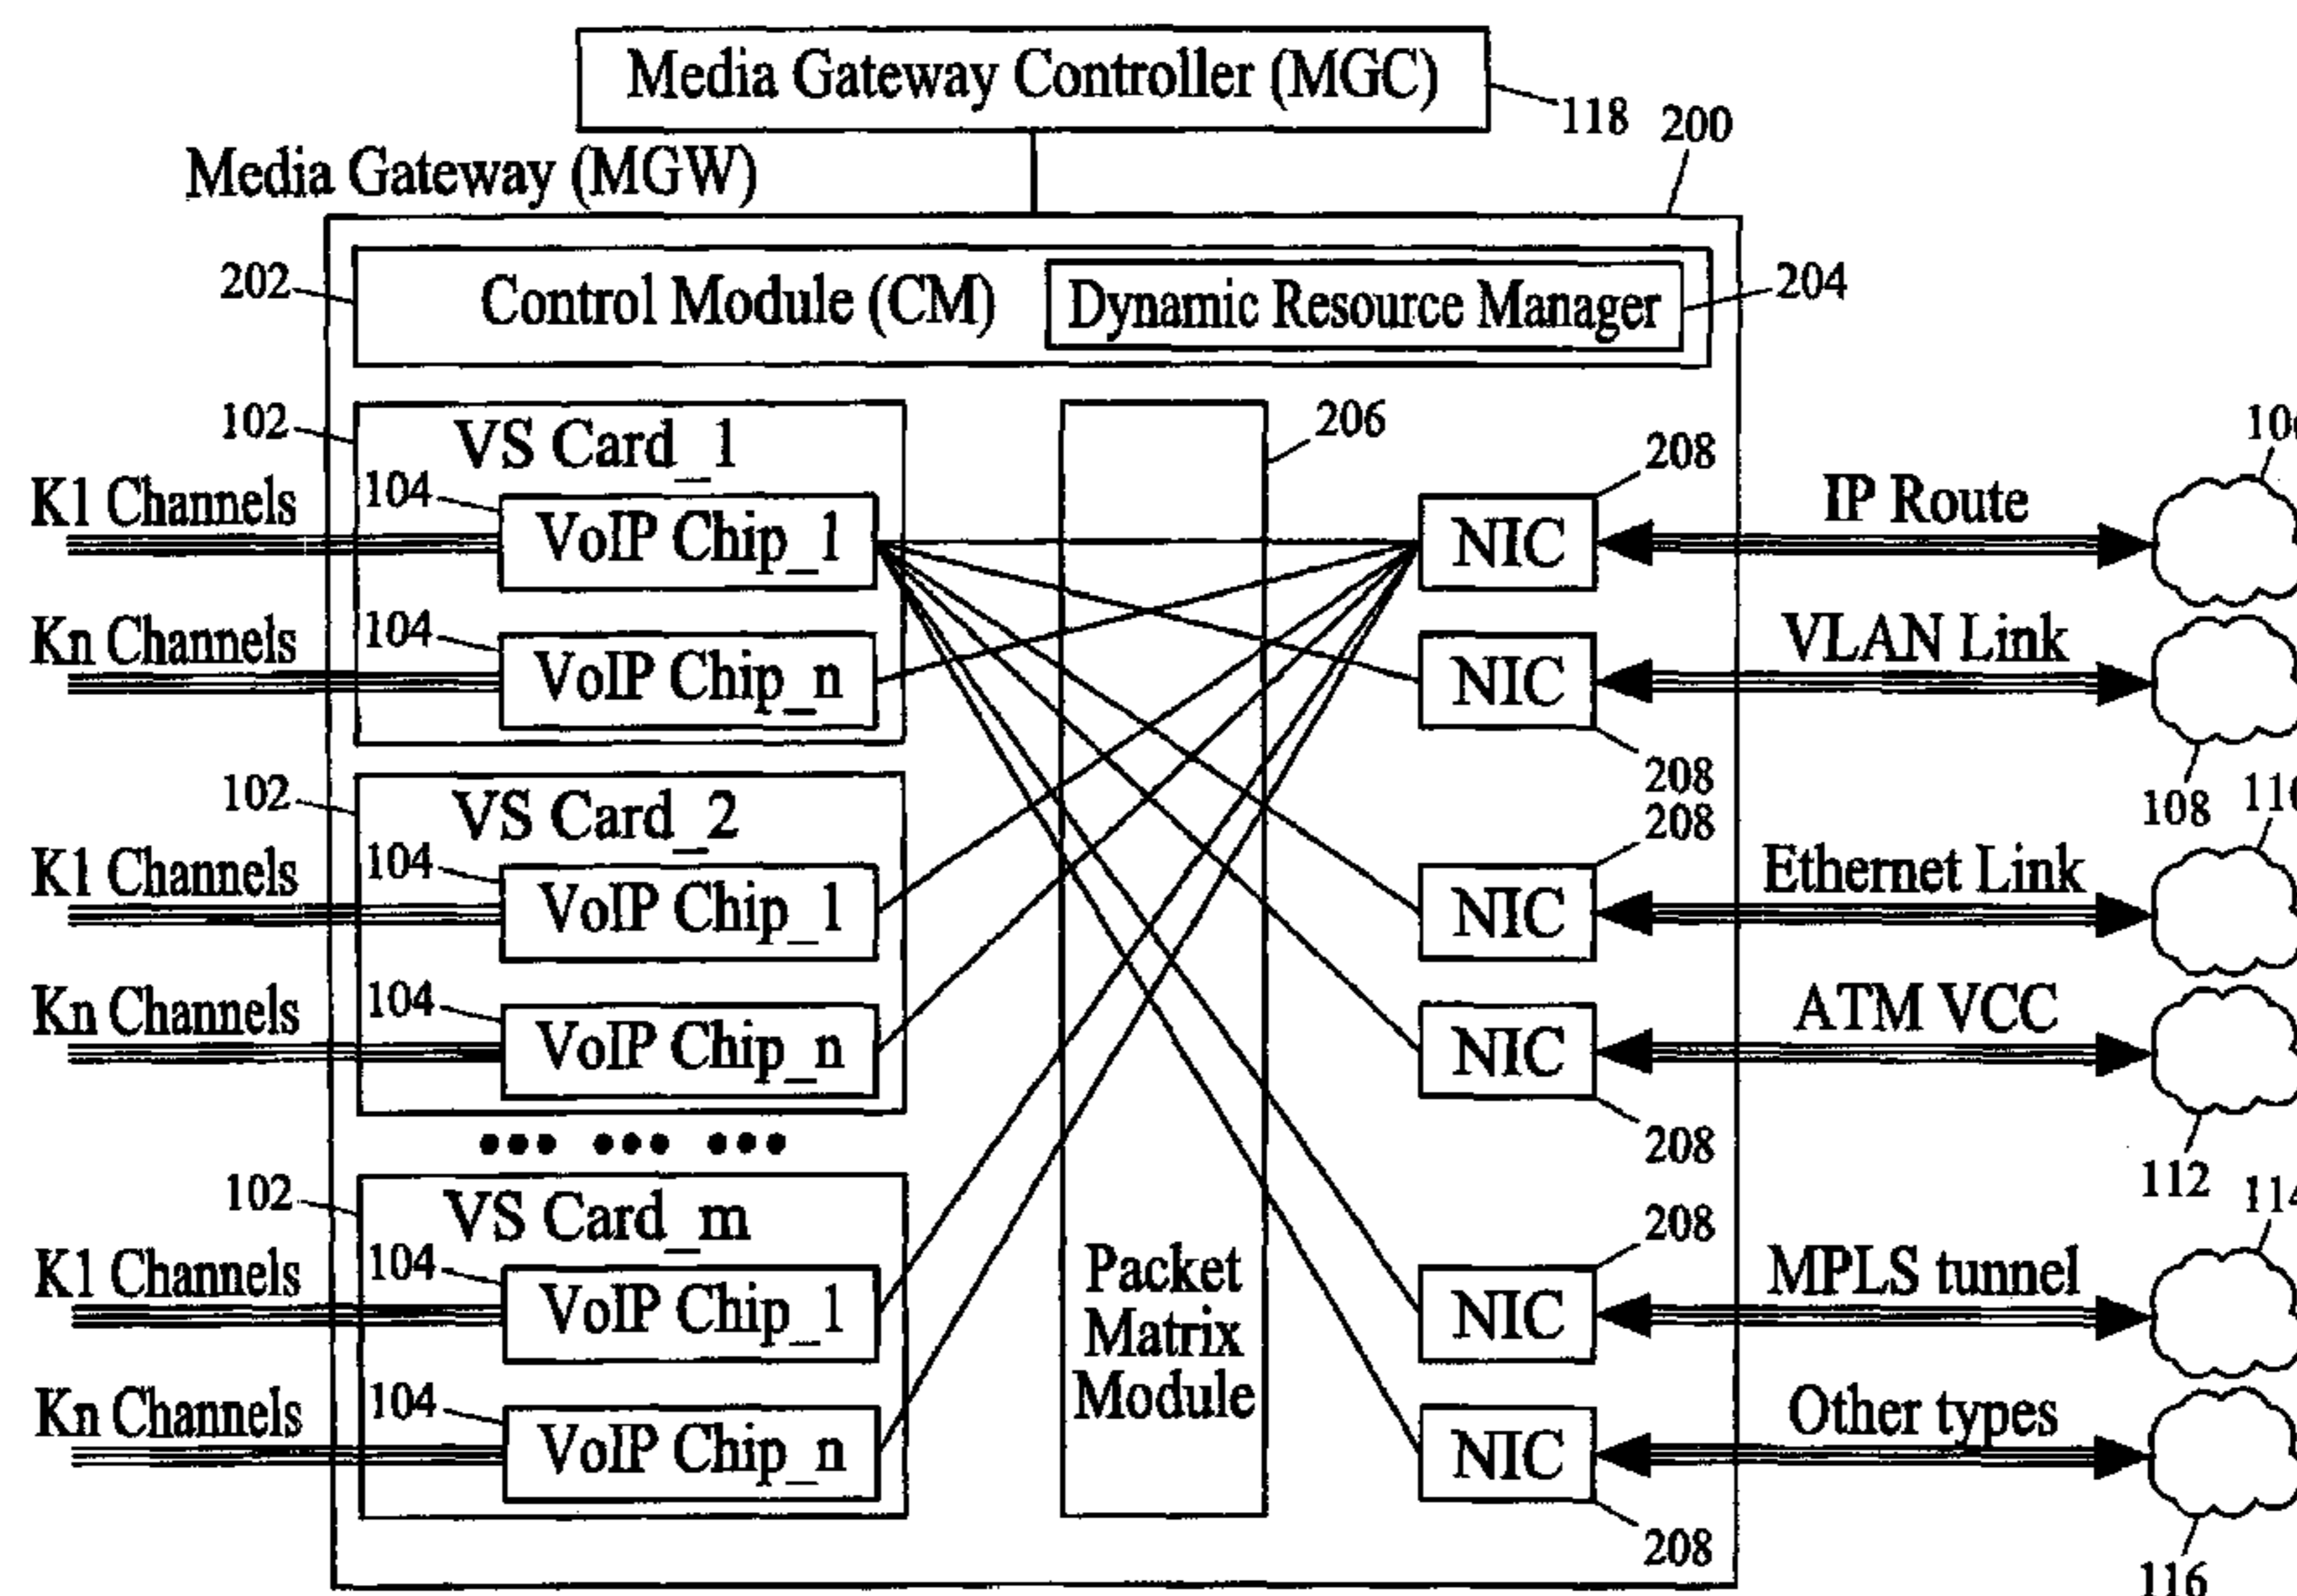 Media Gateway Controller (MGC)
118
200
Media Gateway (MGW)
202
Control Module (CM)
Dynamic Resource Manager
204
102
VS Card_1
206
208
K1 Channels
104
VoIP Chip_1
NIC
IP Route
Kn Channels
104
VoIP Chip_n
NIC
VLAN Link
208
108
102
VS Card_2
208
K1 Channels
104
VoIP Chip_1
NIC
Ethernet Link
Kn Channels
104
VoIP Chip_n
NIC
ATM VCC
208
112
••• ••• •••
102
VS Card_m
208
K1 Channels
104
VoIP Chip_1
NIC
MPLS tunnel
Packet
Matrix
Module
Kn Channels
104
VoIP Chip_n
NIC
Other types
208
116